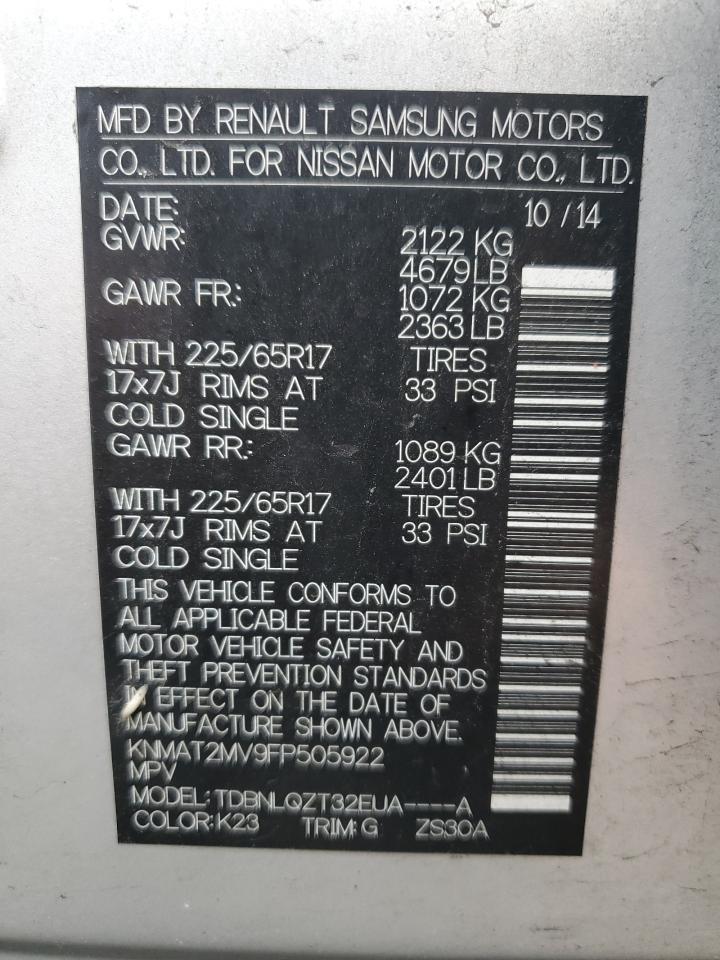 MFD BY RENAULT SAMSUNG MOTORS
CO., LTD. FOR NISSAN MOTOR CO., LTD.
DATE: 10 / 14
GVWR: 2122 KG
4679 LB
GAWR FR.: 1072 KG
2363 LB
WITH 225/65R17 TIRES
17x7J RIMS AT 33 PSI
COLD SINGLE
GAWR RR.: 1089 KG
2401 LB
WITH 225/65R17 TIRES
17x7J RIMS AT 33 PSI
COLD SINGLE
THIS VEHICLE CONFORMS TO
ALL APPLICABLE FEDERAL
MOTOR VEHICLE SAFETY AND
THEFT PREVENTION STANDARDS
IN EFFECT ON THE DATE OF
MANUFACTURE SHOWN ABOVE.
KNMAT2MV9FP505922
MPV
MODEL: TDBNLQZT32EUA----A
COLOR: K23 TRIM: G ZS30A